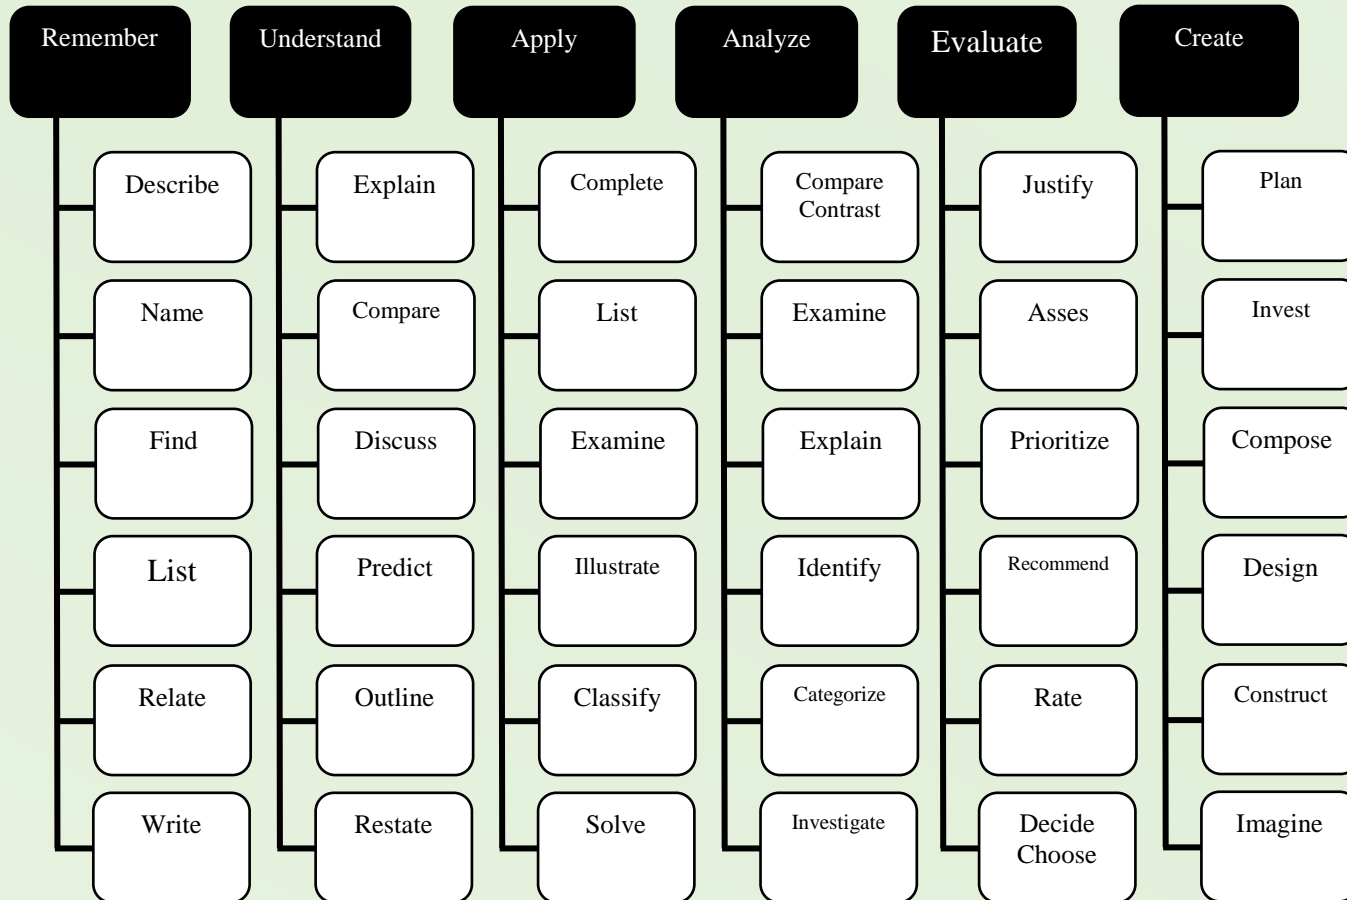 Remember
Describe
Name
Find
List
Relate
Write
Understand
Explain
Compare
Discuss
Predict
Outline
Restate
Apply
Complete
List
Examine
Illustrate
Classify
Solve
Analyze
Compare
Contrast
Examine
Explain
Identify
Categorize
Investigate
Evaluate
Justify
Asses
Prioritize
Recommend
Rate
Decide
Choose
Create
Plan
Invest
Compose
Design
Construct
Imagine